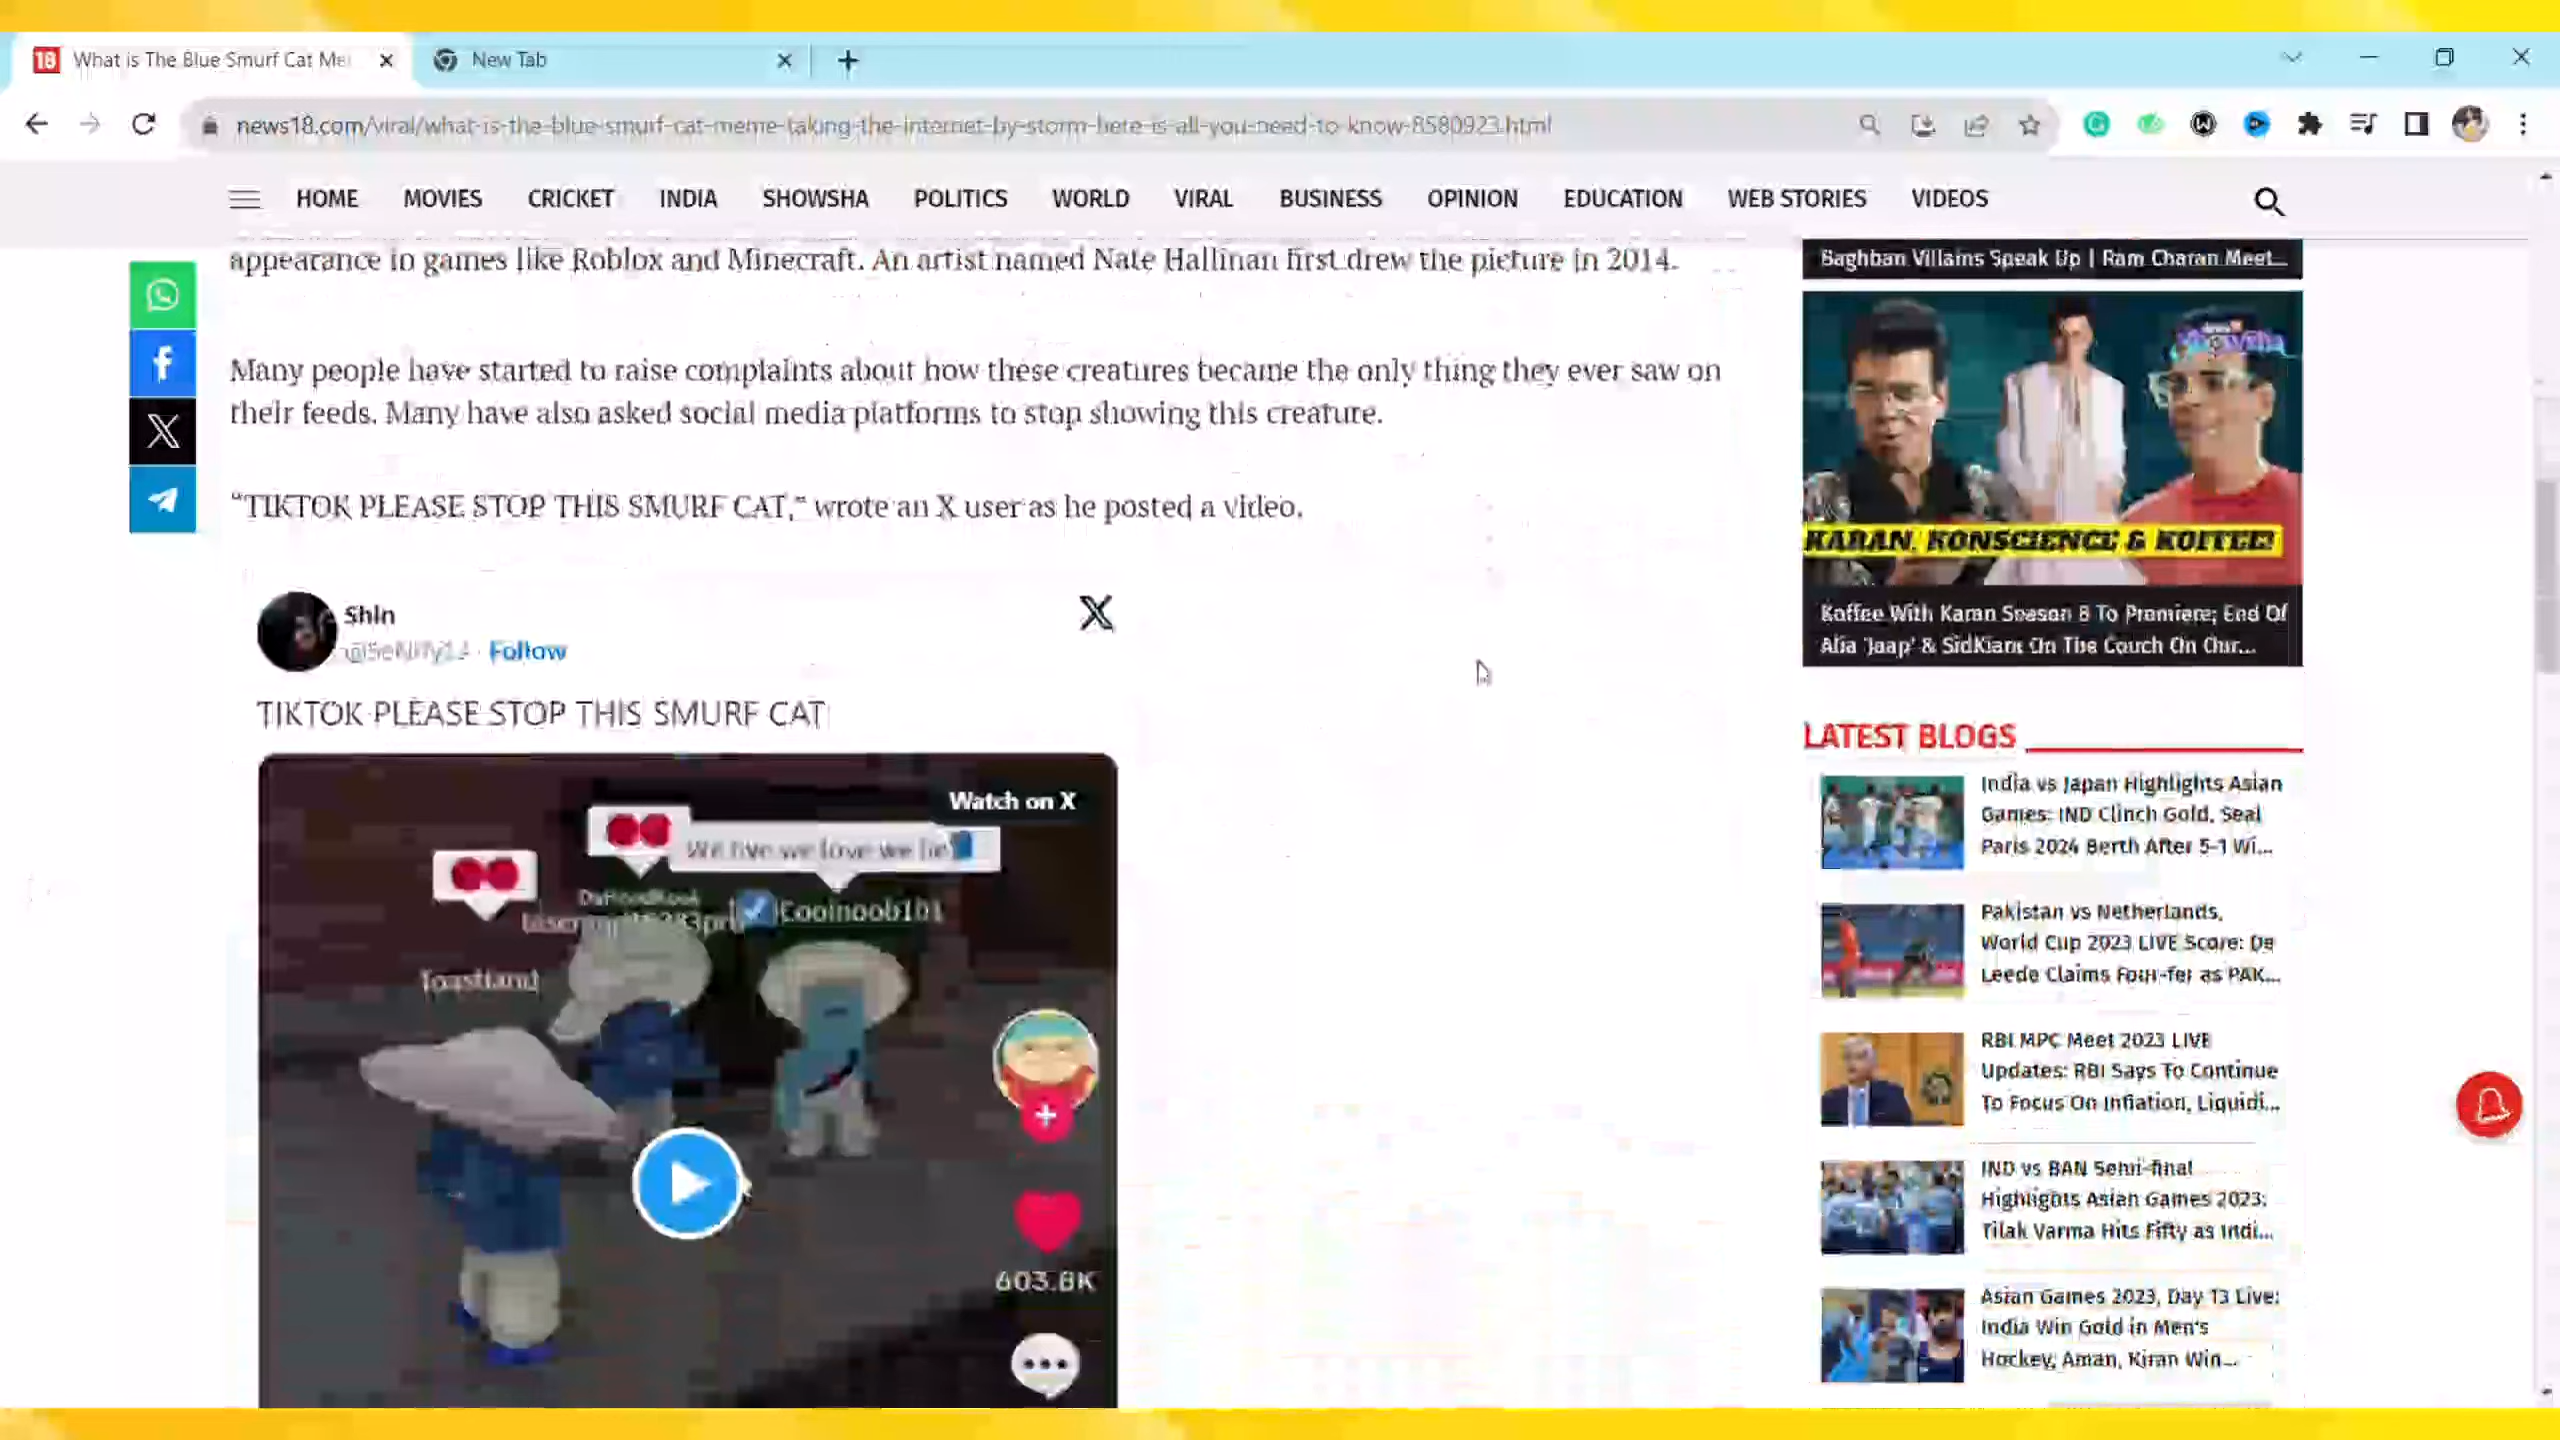 18 What is The Blue Smurf Cat Me
New Tab
news18.com/viral/what-is-the-blue-smurf-cat-meme-taking-the-internet-by-storm-here-is-all-you-need-to-know-8580923.html
HOME MOVIES CRICKET INDIA SHOWSHA POLITICS WORLD VIRAL BUSINESS OPINION EDUCATION WEB STORIES VIDEOS
appearance in games like Roblox and Minecraft. An artist named Nate Hallinan first drew the picture in 2014.
Many people have started to raise complaints about how these creatures became the only thing they ever saw on
their feeds. Many have also asked social media platforms to stop showing this creature.
"TIKTOK PLEASE STOP THIS SMURF CAT," wrote an X user as he posted a video.
Shin
Follow
TIKTOK PLEASE STOP THIS SMURF CAT
Watch on X
We live we love we lie
Coolnoob101
Toastland
603.8K
Baghban Villains Speak Up | Ram Charan Meet...
KARAN, KONSCIENCE & KOFFEE!
Koffee With Karan Season 8 To Premiere; End Of
Alia 'Jaap' & SidKiara On The Couch On Our...
LATEST BLOGS
India vs Japan Highlights Asian
Games: IND Clinch Gold, Seal
Paris 2024 Berth After 5-1 Wi...
Pakistan vs Netherlands,
World Cup 2023 LIVE Score: De
Leede Claims Four-fer as PAK...
RBI MPC Meet 2023 LIVE
Updates: RBI Says To Continue
To Focus On Inflation, Liquidi...
IND vs BAN Semi-final
Highlights Asian Games 2023:
Tilak Varma Hits Fifty as Indi...
Asian Games 2023, Day 13 Live:
India Win Gold in Men's
Hockey, Aman, Kiran Win...